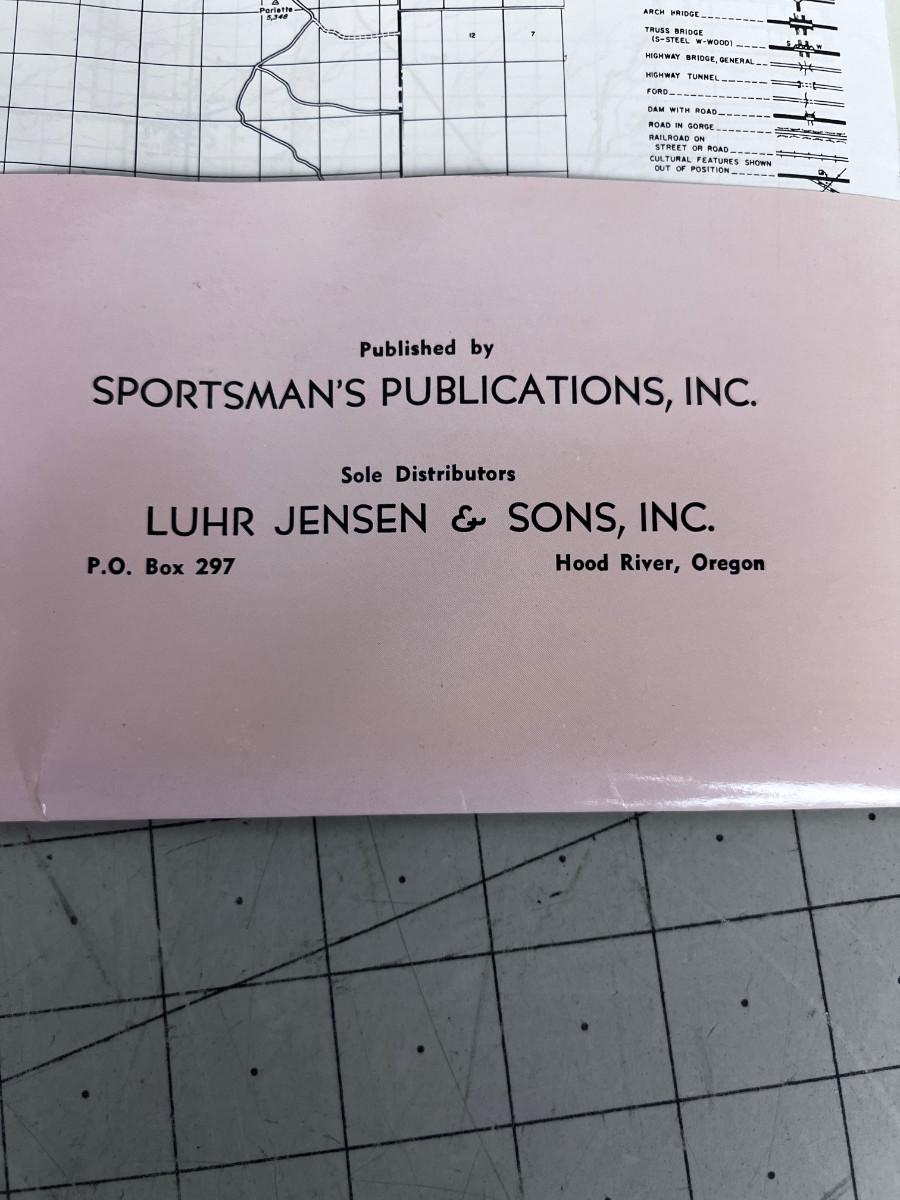 Parlette
5,348
12 7
ARCH BRIDGE
TRUSS BRIDGE
(S-STEEL W-WOOD)
S W
HIGHWAY BRIDGE, GENERAL
HIGHWAY TUNNEL
FORD
DAM WITH ROAD
ROAD IN GORGE
RAILROAD ON
STREET OR ROAD
CULTURAL FEATURES SHOWN
OUT OF POSITION
Published by
SPORTSMAN'S PUBLICATIONS, INC.
Sole Distributors
LUHR JENSEN & SONS, INC.
P.O. Box 297 Hood River, Oregon